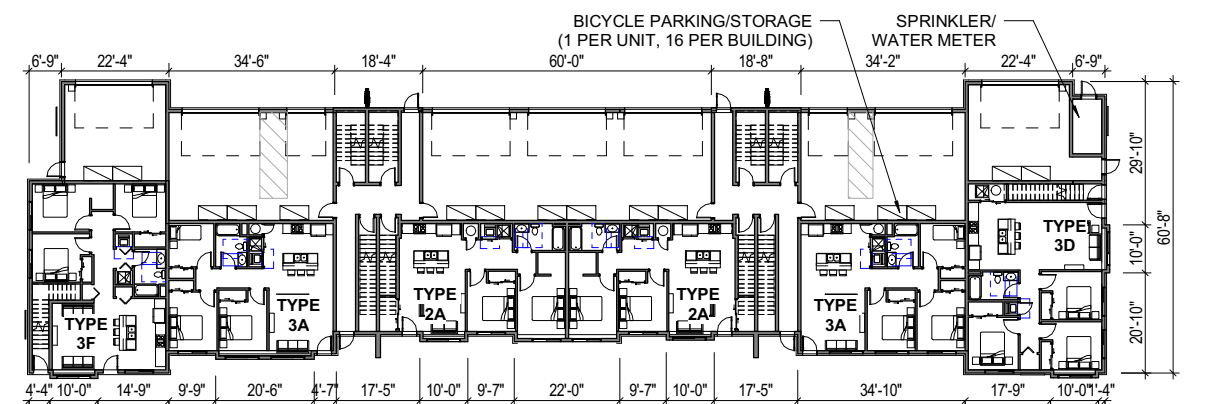 BICYCLE PARKING/STORAGE
(1 PER UNIT, 16 PER BUILDING)
SPRINKLER/
WATER METER
6'-9" 22'-4" 34'-6" 18'-4" 60'-0" 18'-8" 34'-2" 22'-4" 6'-9"
29'-10"
60'-8"
10'-0"
20'-10"
TYPE
3F
TYPE
3A
TYPE
2A
TYPE
2A
TYPE
3A
TYPE
3D
4'-4" 10'-0" 14'-9" 9'-9" 20'-6" 4'-7" 17'-5" 10'-0" 9'-7" 22'-0" 9'-7" 10'-0" 17'-5" 34'-10" 17'-9" 10'-0" 1'-4"